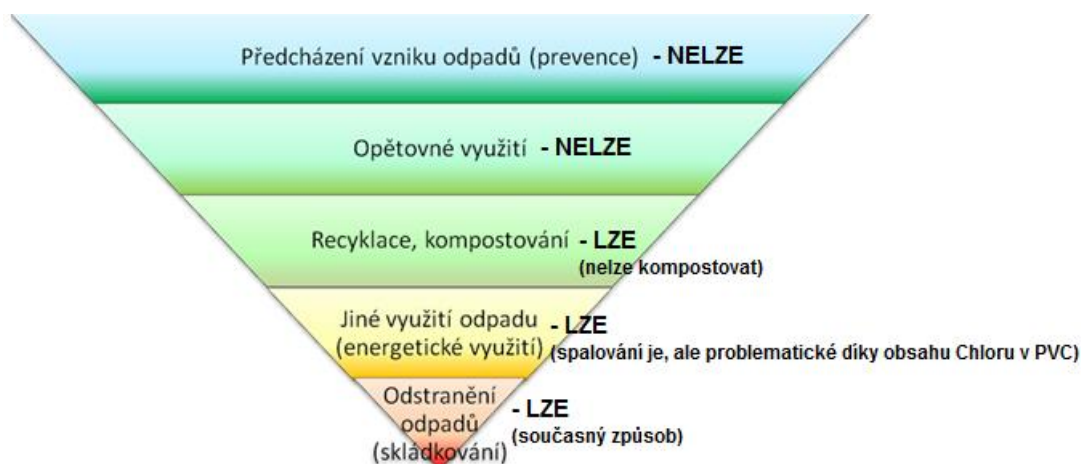 Předcházení vzniku odpadů (prevence) - NELZE
Opětovné využití - NELZE
Recyklace, kompostování - LZE
(nelze kompostovat)
Jiné využití odpadu - LZE
(energetické využití) (spalování je, ale problematické díky obsahu Chloru v PVC)
Odstranění
odpadů - LZE
(skládkování) (současný způsob)